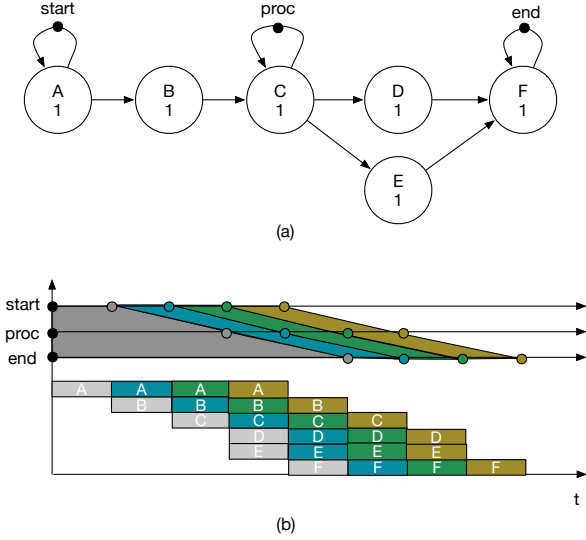 start proc end
A B C D F
1 1 1 1 1
E
1
(a)
start
proc
end
A A A A
B B B B
C C C C
D D D D
E E E E
F F F F
t
(b)